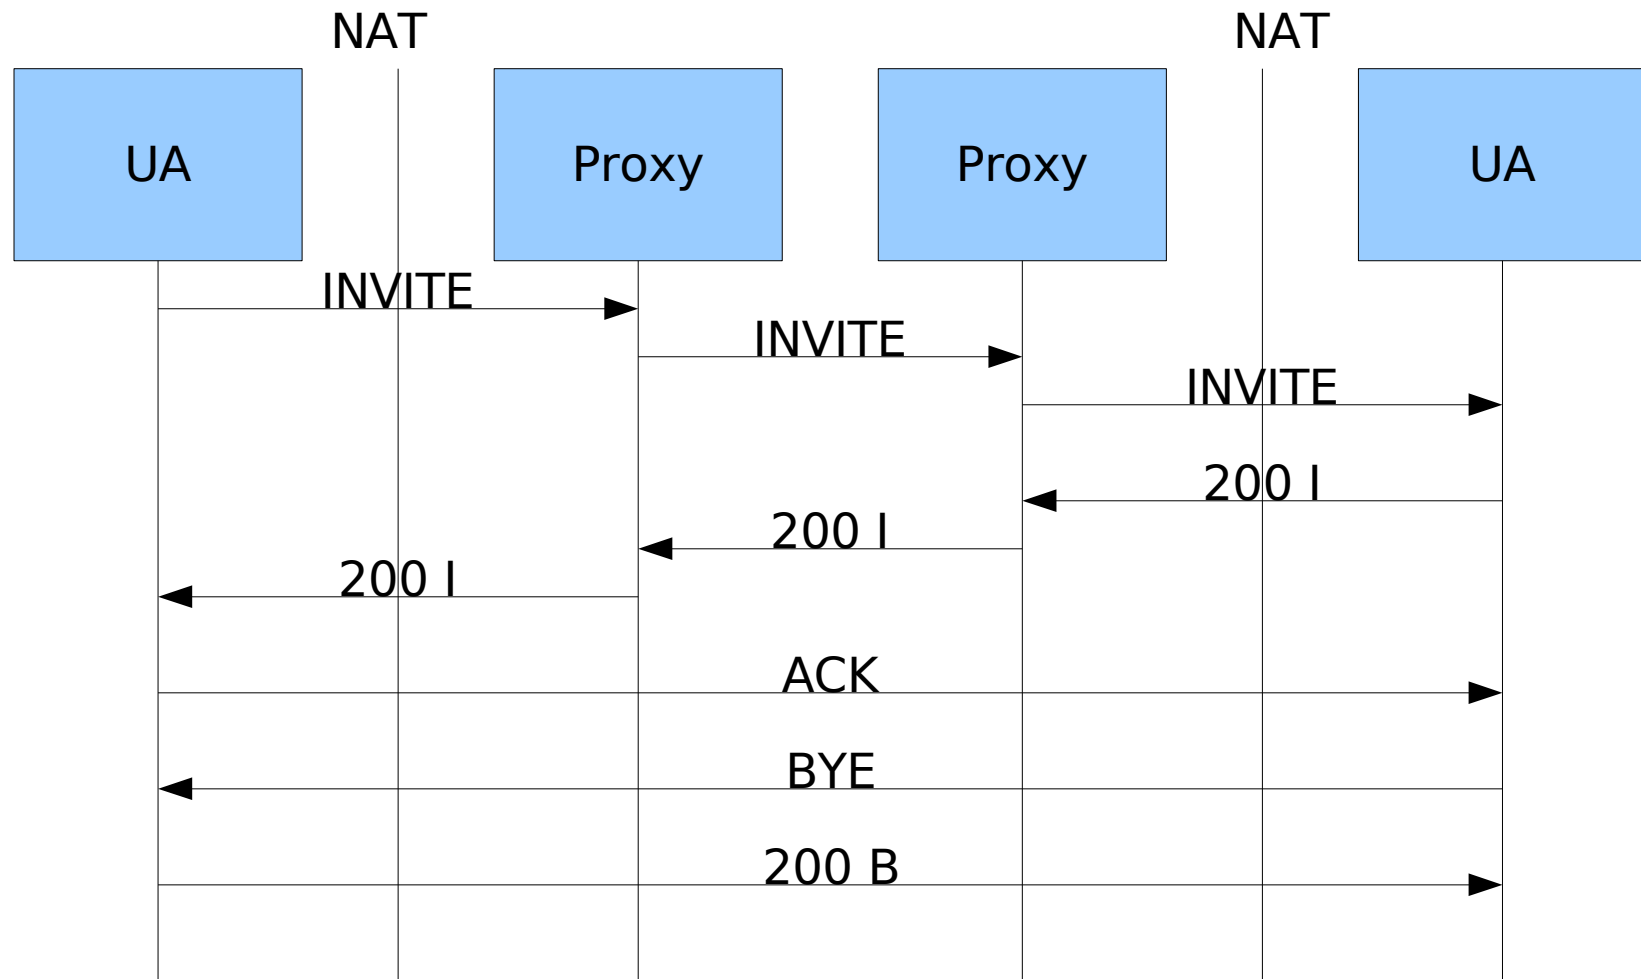 NAT NAT
UA Proxy Proxy UA
INVITE
INVITE
INVITE
200 I
200 I
200 I
ACK
BYE
200 B